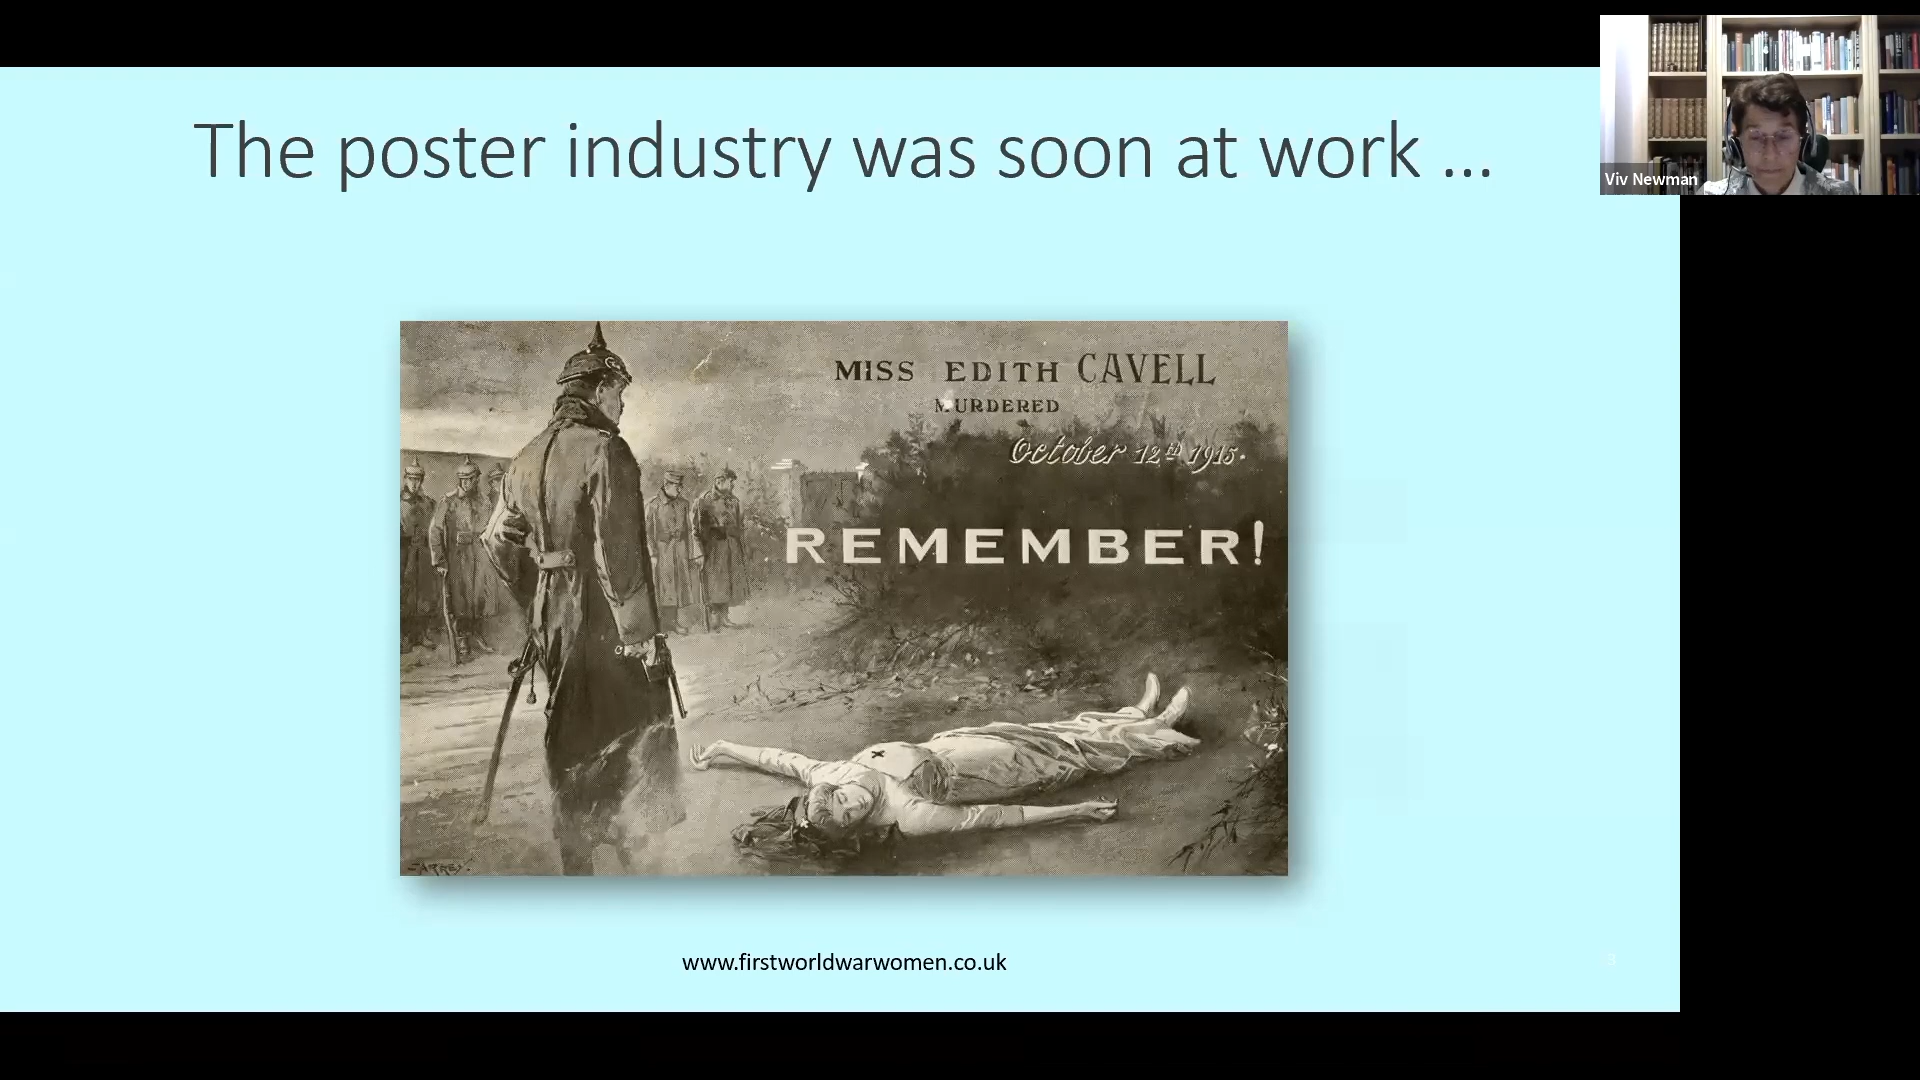 The poster industry was soon at work ...
Viv Newman
MISS EDITH CAVELL
MURDERED
October 12th 1915.
REMEMBER!
www.firstworldwarwomen.co.uk
3